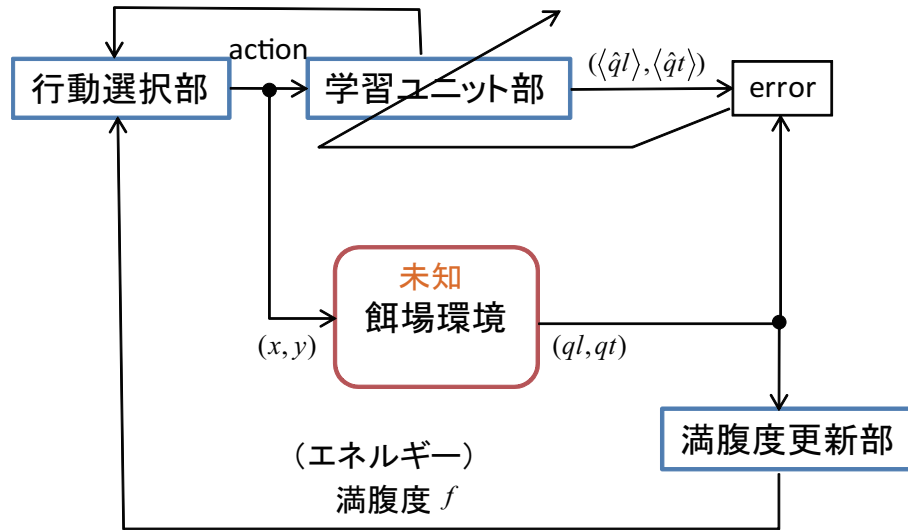 action
行動選択部
学習ユニット部
(⟨q̂l⟩,⟨q̂t⟩)
error
未知
餌場環境
(x, y)
(ql,qt)
満腹度更新部
（エネルギー）
満腹度 f